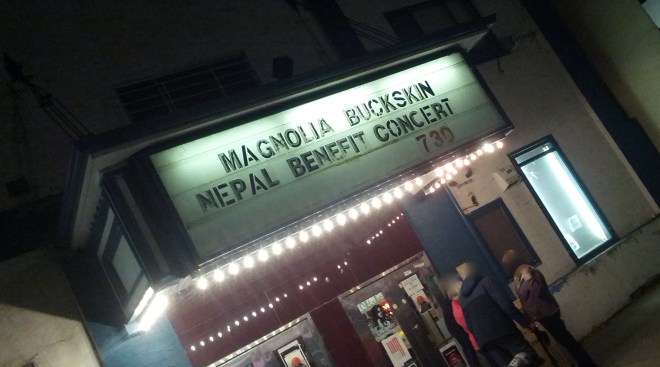 MAGNOLIA BUCKSKIN
NEPAL BENEFIT CONCERT
730